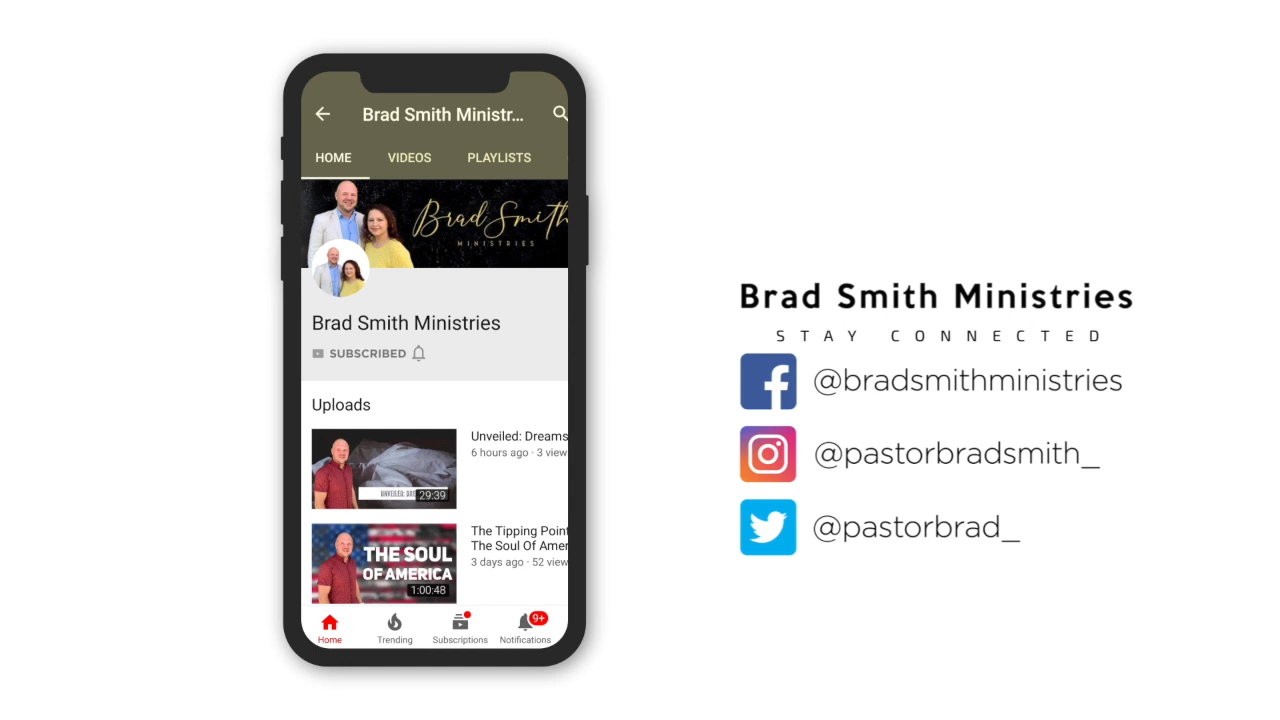 Brad Smith Ministr...
HOME VIDEOS PLAYLISTS
Brad Smith
MINISTRIES
Brad Smith Ministries
SUBSCRIBED
Uploads
Unveiled: Dreams
6 hours ago · 3 view
29:39
The Tipping Point
The Soul Of Amer
3 days ago · 52 view
THE SOUL
OF AMERICA
1:00:48
9+
Home Trending Subscriptions Notifications
Brad Smith Ministries
STAY CONNECTED
@bradsmithministries
@pastorbradsmith_
@pastorbrad_